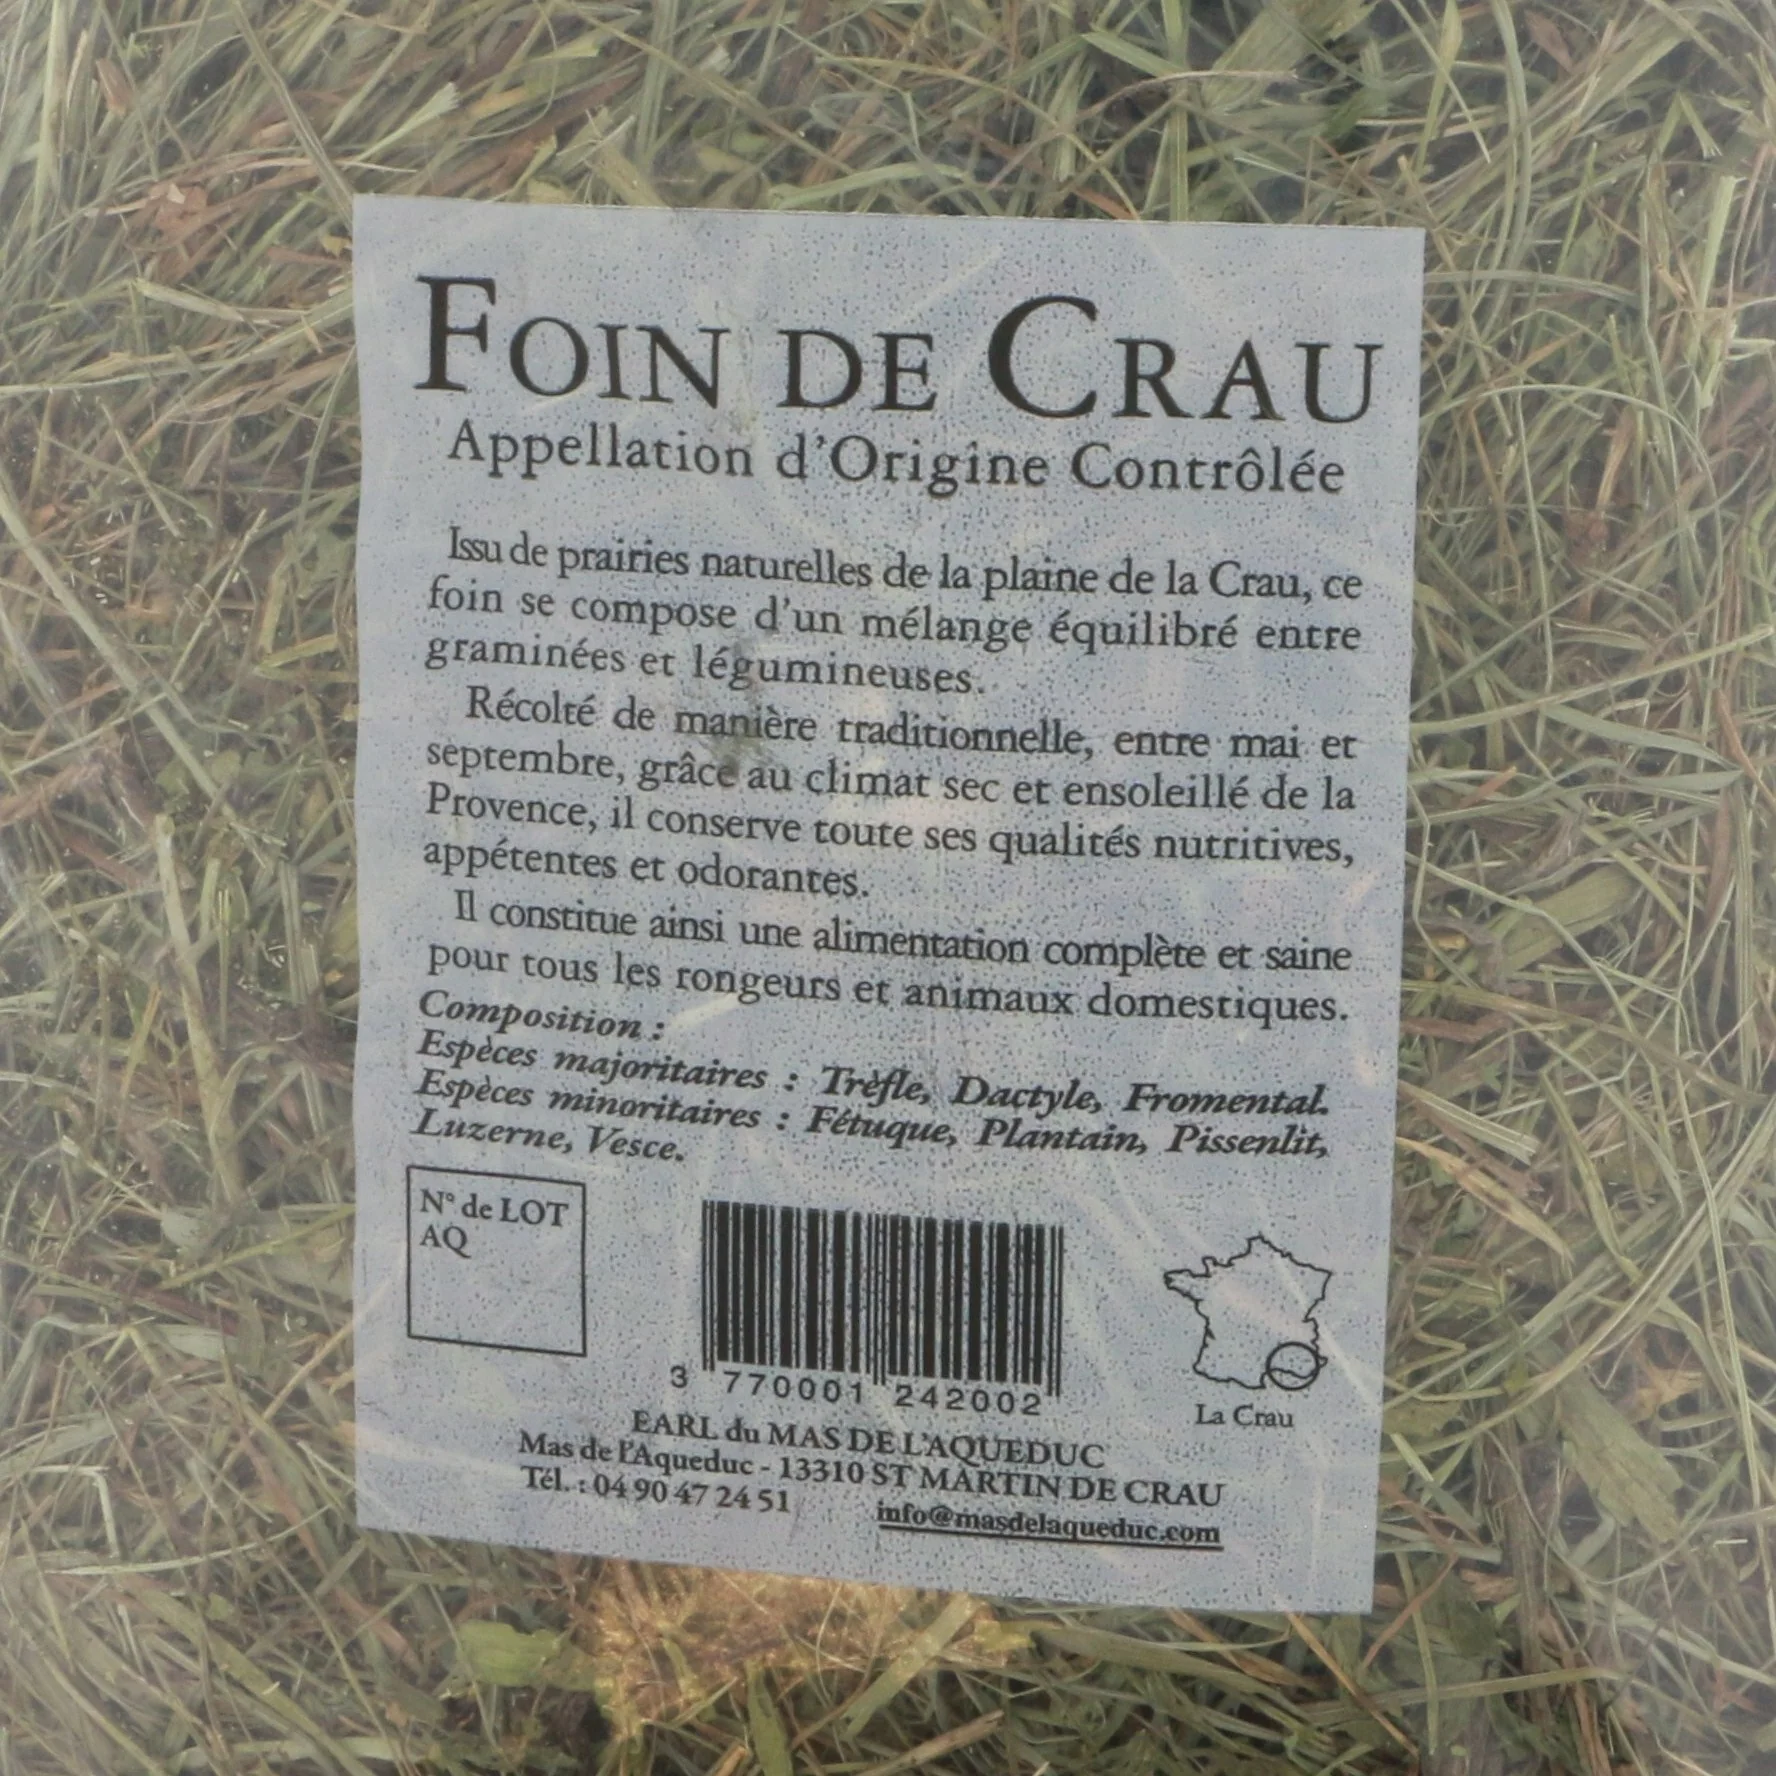 FOIN DE CRAU
Appellation d'Origine Contrôlée
Issu de prairies naturelles de la plaine de la Crau, ce
foin se compose d'un mélange équilibré entre
graminées et légumineuses.
Récolté de manière traditionnelle, entre mai et
septembre, grâce au climat sec et ensoleillé de la
Provence, il conserve toute ses qualités nutritives,
appétentes et odorantes.
Il constitue ainsi une alimentation complète et saine
pour tous les rongeurs et animaux domestiques.
Composition :
Espèces majoritaires : Trèfle, Dactyle, Fromental.
Espèces minoritaires : Fétuque, Plantain, Pissenlit,
Luzerne, Vesce.
N° de LOT
AQ
3 770001 242002
La Crau
EARL du MAS DE L'AQUEDUC
Mas de l'Aqueduc - 13310 ST MARTIN DE CRAU
Tél. : 04 90 47 24 51 info@masdelaqueduc.com